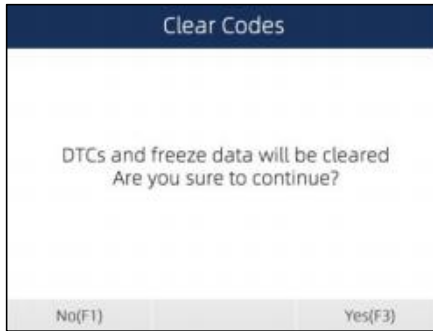 Clear Codes
DTCs and freeze data will be cleared
Are you sure to continue?
No(F1)
Yes(F3)